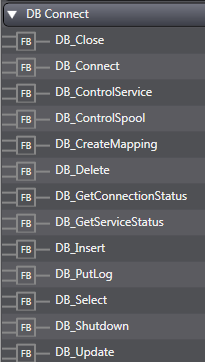 DB Connect
FB DB_Close
FB DB_Connect
FB DB_ControlService
FB DB_ControlSpool
FB DB_CreateMapping
FB DB_Delete
FB DB_GetConnectionStatus
FB DB_GetServiceStatus
FB DB_Insert
FB DB_PutLog
FB DB_Select
FB DB_Shutdown
FB DB_Update